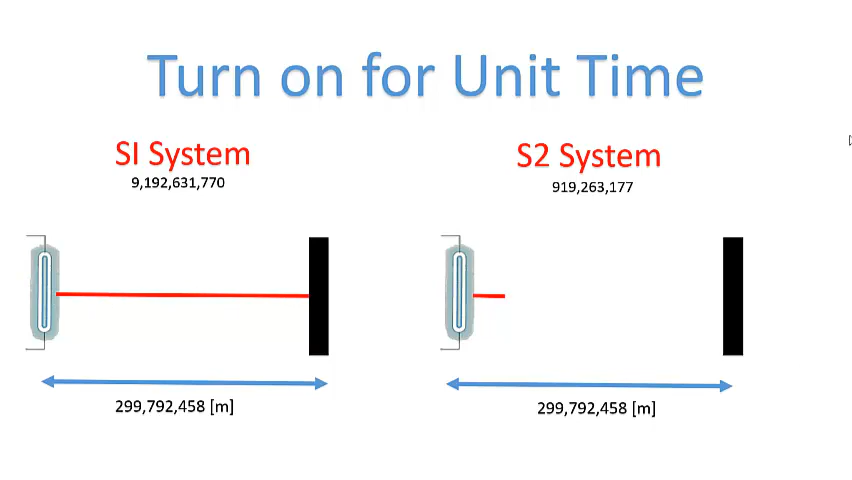 Turn on for Unit Time
SI System
9,192,631,770
S2 System
919,263,177
299,792,458 [m]
299,792,458 [m]